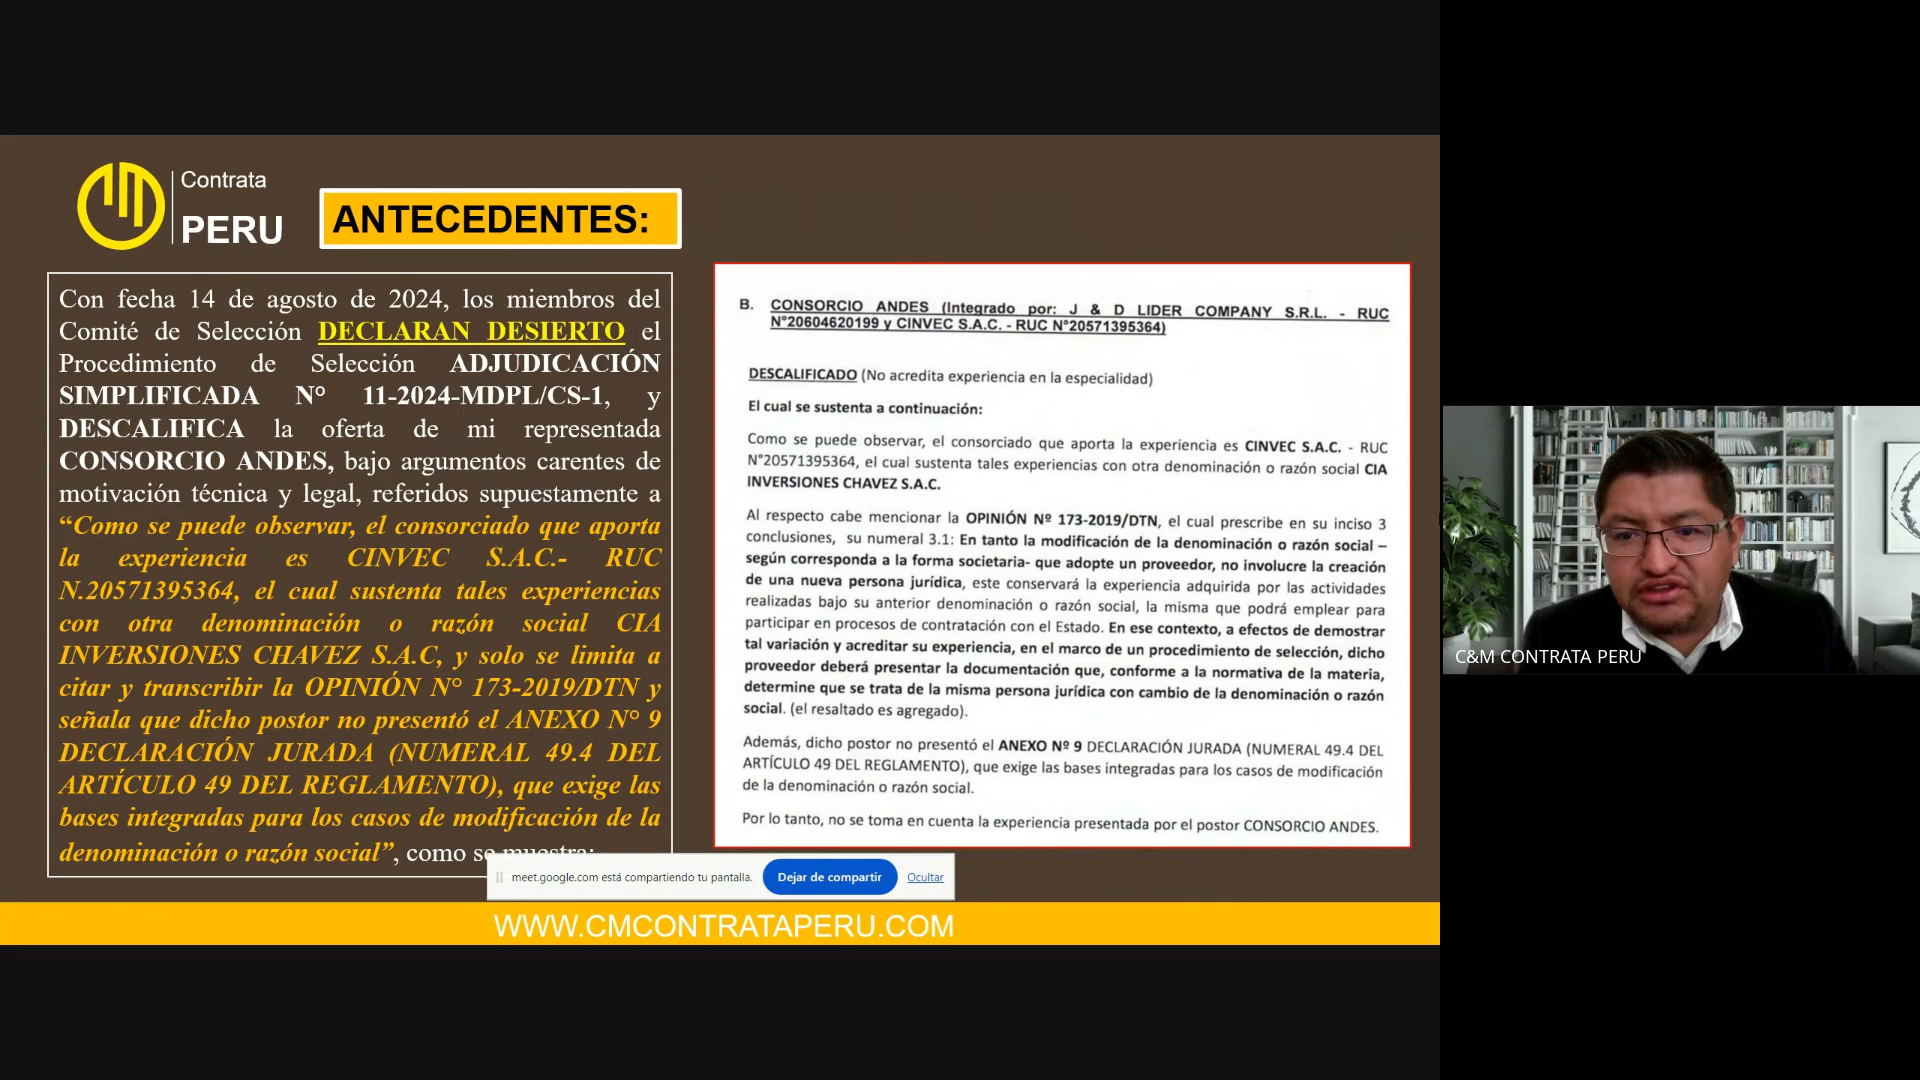 Contrata
PERU
ANTECEDENTES:
Con fecha 14 de agosto de 2024, los miembros del
Comité de Selección DECLARAN DESIERTO el
Procedimiento de Selección ADJUDICACIÓN
SIMPLIFICADA N° 11-2024-MDPL/CS-1, y
DESCALIFICA la oferta de mi representada
CONSORCIO ANDES, bajo argumentos carentes de
motivación técnica y legal, referidos supuestamente a
“Como se puede observar, el consorciado que aporta
la experiencia es CINVEC S.A.C.- RUC
N.20571395364, el cual sustenta tales experiencias
con otra denominación o razón social CIA
INVERSIONES CHAVEZ S.A.C, y solo se limita a
citar y transcribir la OPINIÓN N° 173-2019/DTN y
señala que dicho postor no presentó el ANEXO N° 9
DECLARACIÓN JURADA (NUMERAL 49.4 DEL
ARTÍCULO 49 DEL REGLAMENTO), que exige las
bases integradas para los casos de modificación de la
denominación o razón social”, como se muestra:
B. CONSORCIO ANDES (Integrado por: J & D LIDER COMPANY S.R.L. - RUC
N°20604620199 y CINVEC S.A.C. - RUC N°20571395364)
DESCALIFICADO (No acredita experiencia en la especialidad)
El cual se sustenta a continuación:
Como se puede observar, el consorciado que aporta la experiencia es CINVEC S.A.C. - RUC
N°20571395364, el cual sustenta tales experiencias con otra denominación o razón social CIA
INVERSIONES CHAVEZ S.A.C.
Al respecto cabe mencionar la OPINIÓN Nº 173-2019/DTN, el cual prescribe en su inciso 3
conclusiones, su numeral 3.1: En tanto la modificación de la denominación o razón social –
según corresponda a la forma societaria- que adopte un proveedor, no involucre la creación
de una nueva persona jurídica, este conservará la experiencia adquirida por las actividades
realizadas bajo su anterior denominación o razón social, la misma que podrá emplear para
participar en procesos de contratación con el Estado. En ese contexto, a efectos de demostrar
tal variación y acreditar su experiencia, en el marco de un procedimiento de selección, dicho
proveedor deberá presentar la documentación que, conforme a la normativa de la materia,
determine que se trata de la misma persona jurídica con cambio de la denominación o razón
social. (el resaltado es agregado).
Además, dicho postor no presentó el ANEXO Nº 9 DECLARACIÓN JURADA (NUMERAL 49.4 DEL
ARTÍCULO 49 DEL REGLAMENTO), que exige las bases integradas para los casos de modificación
de la denominación o razón social.
Por lo tanto, no se toma en cuenta la experiencia presentada por el postor CONSORCIO ANDES.
meet.google.com está compartiendo tu pantalla. Dejar de compartir Ocultar
WWW.CMCONTRATAPERU.COM
C&M CONTRATA PERU